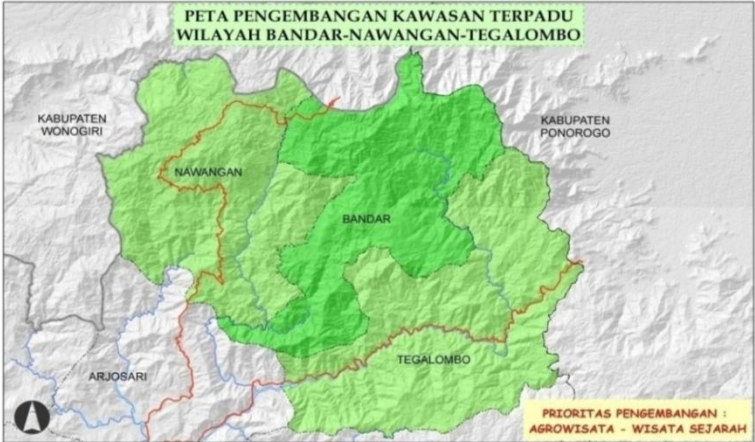 PETA PENGEMBANGAN KAWASAN TERPADU
WILAYAH BANDAR-NAWANGAN-TEGALOMBO
KABUPATEN
WONOGIRI
KABUPATEN
PONOROGO
NAWANGAN
BANDAR
TEGALOMBO
ARJOSARI
PRIORITAS PENGEMBANGAN :
AGROWISATA - WISATA SEJARAH